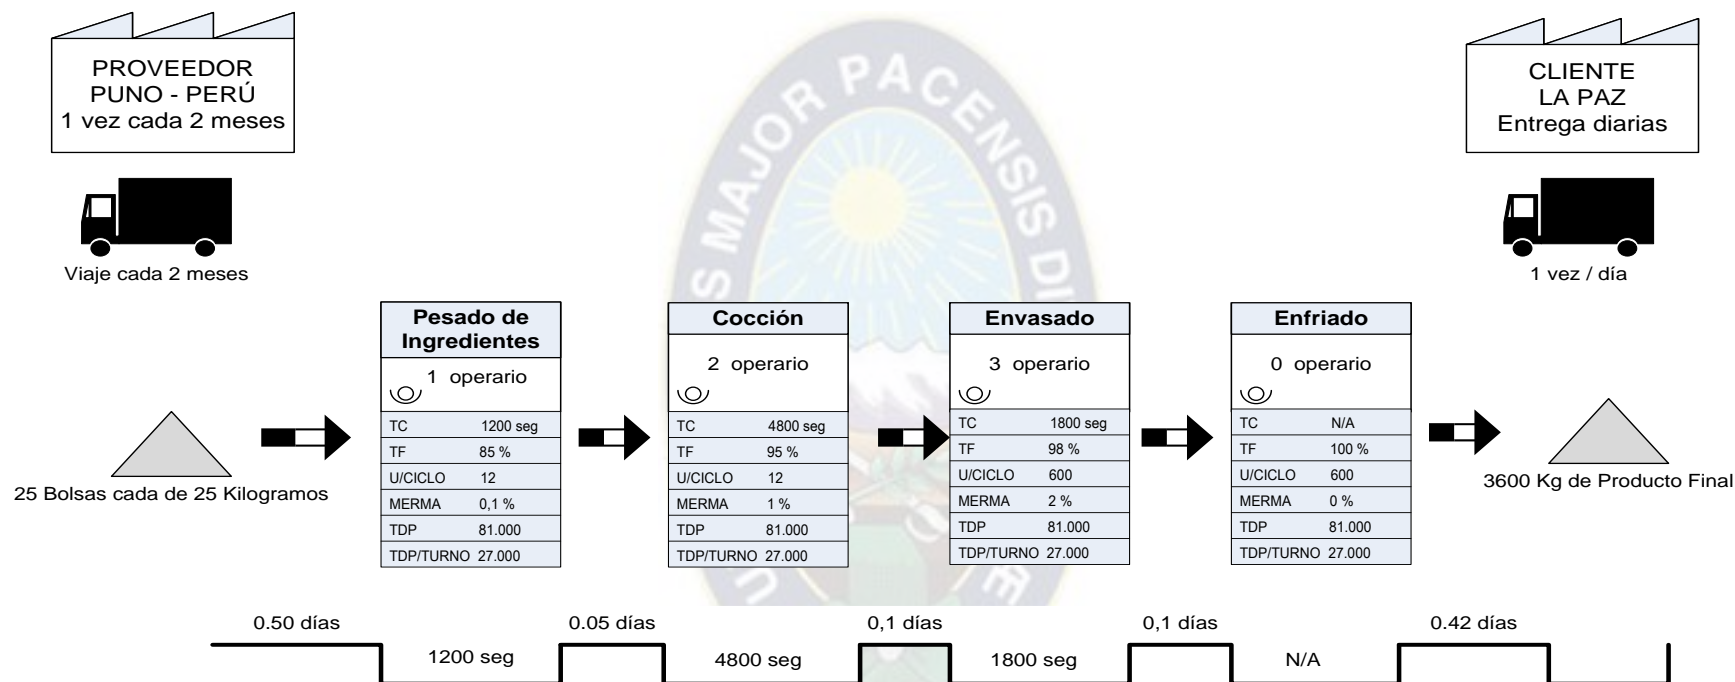 PROVEEDOR
PUNO - PERÚ
1 vez cada 2 meses
CLIENTE
LA PAZ
Entrega diarias
Viaje cada 2 meses
1 vez / día
Pesado de
Ingredientes
1 operario
TC 1200 seg
TF 85 %
U/CICLO 12
MERMA 0,1 %
TDP 81.000
TDP/TURNO 27.000
Cocción
2 operario
TC 4800 seg
TF 95 %
U/CICLO 12
MERMA 1 %
TDP 81.000
TDP/TURNO 27.000
Envasado
3 operario
TC 1800 seg
TF 98 %
U/CICLO 600
MERMA 2 %
TDP 81.000
TDP/TURNO 27.000
Enfriado
0 operario
TC N/A
TF 100 %
U/CICLO 600
MERMA 0 %
TDP 81.000
TDP/TURNO 27.000
25 Bolsas cada de 25 Kilogramos
3600 Kg de Producto Final
0.50 días
0.05 días
0,1 días
0,1 días
0.42 días
1200 seg
4800 seg
1800 seg
N/A
MAJOR PACENSIS DI